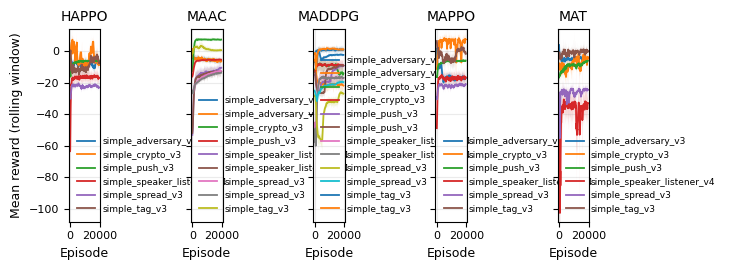 HAPPO
MAAC
MADDPG
MAPPO
MAT
Mean reward (rolling window)
0
−20
−40
−60
−80
−100
simple_adversary_v
simple_crypto_v3
simple_push_v3
simple_speaker_list
simple_spread_v3
simple_tag_v3
simple_adversary_v
simple_adversary_v
simple_crypto_v3
simple_push_v3
simple_speaker_list
simple_speaker_list
simple_spread_v3
simple_spread_v3
simple_tag_v3
simple_adversary_v
simple_adversary_v
simple_crypto_v3
simple_crypto_v3
simple_push_v3
simple_push_v3
simple_speaker_list
simple_speaker_list
simple_spread_v3
simple_spread_v3
simple_tag_v3
simple_tag_v3
simple_adversary_v
simple_crypto_v3
simple_push_v3
simple_speaker_liste
simple_spread_v3
simple_tag_v3
simple_adversary_v3
simple_crypto_v3
simple_push_v3
simple_speaker_listener_v4
simple_spread_v3
simple_tag_v3
0 20000
0 20000
0 20000
0 20000
0 20000
Episode
Episode
Episode
Episode
Episode